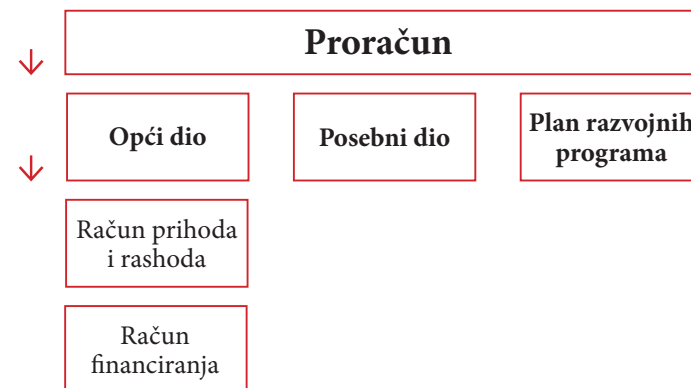 Proračun
Opći dio
Posebni dio
Plan razvojnih
programa
Račun prihoda
i rashoda
Račun
financiranja